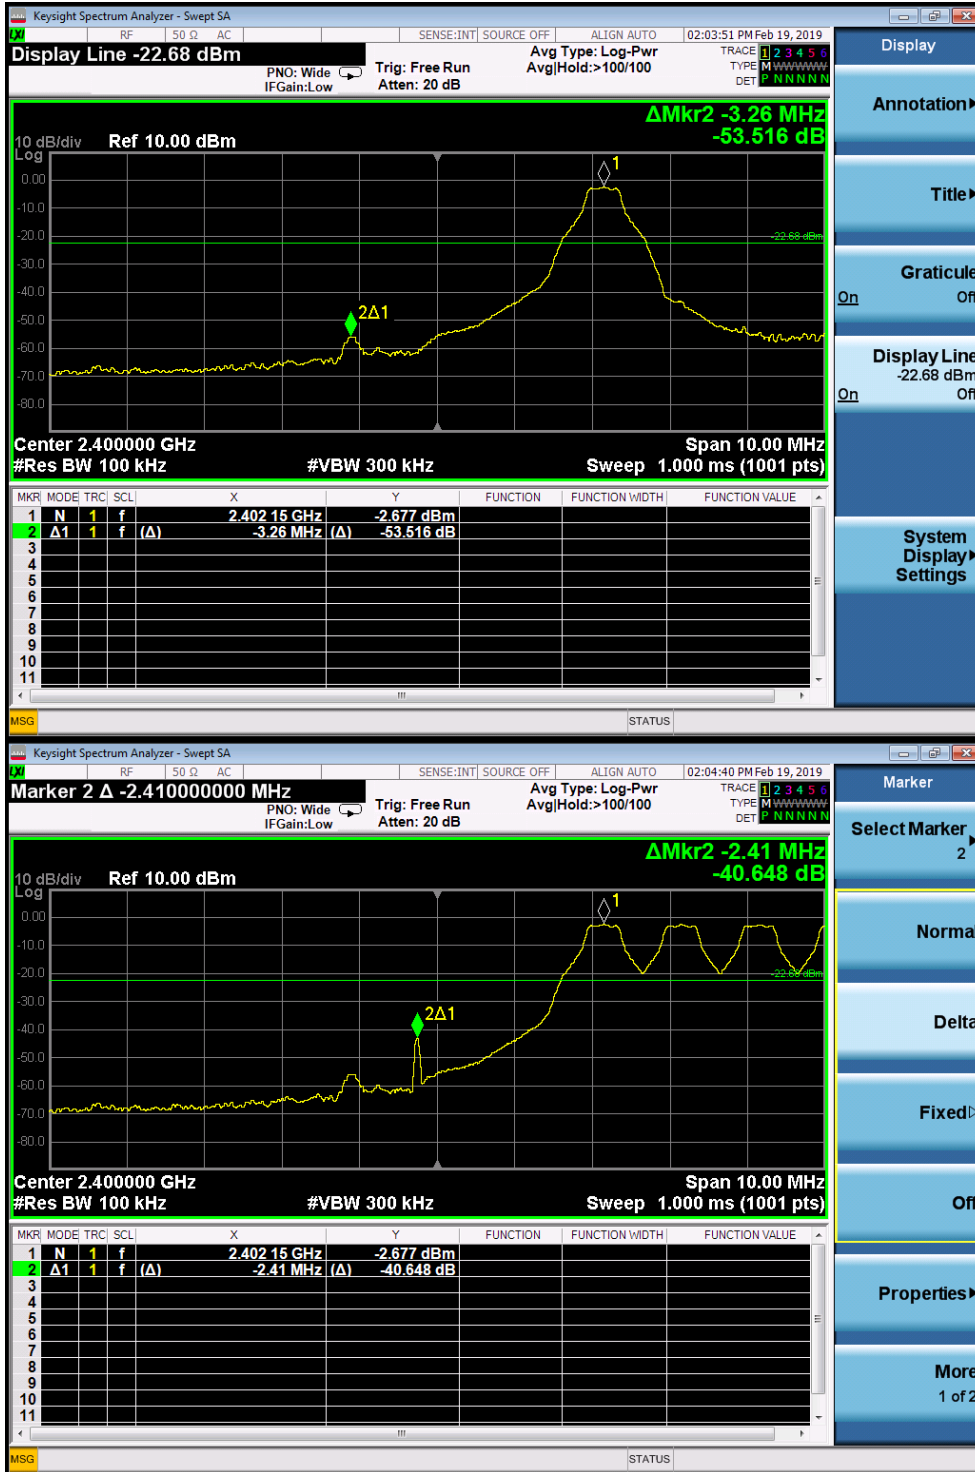 Keysight Spectrum Analyzer - Swept SA
LXI RF 50 Ω AC SENSE:INT SOURCE OFF ALIGN AUTO 02:03:51 PM Feb 19, 2019
Display Line -22.68 dBm
PNO: Wide
IFGain:Low
Trig: Free Run
Atten: 20 dB
Avg Type: Log-Pwr
Avg|Hold:>100/100
TRACE 1 2 3 4 5 6
TYPE M WWWWW
DET P N N N N N
ΔMkr2 -3.26 MHz
-53.516 dB
10 dB/div Ref 10.00 dBm
Log
0.00
-10.0
-20.0
-30.0
-40.0
-50.0
-60.0
-70.0
-80.0
1
-22.68 dBm
2Δ1
Center 2.400000 GHz Span 10.00 MHz
#Res BW 100 kHz #VBW 300 kHz Sweep 1.000 ms (1001 pts)
MKR MODE TRC SCL X Y FUNCTION FUNCTION WIDTH FUNCTION VALUE
1 N 1 f 2.402 15 GHz -2.677 dBm
2 Δ1 1 f (Δ) -3.26 MHz (Δ) -53.516 dB
3
4
5
6
7
8
9
10
11
MSG STATUS
Display
Annotation
Title
Graticule
On Off
Display Line
-22.68 dBm
On Off
System
Display
Settings
Keysight Spectrum Analyzer - Swept SA
LXI RF 50 Ω AC SENSE:INT SOURCE OFF ALIGN AUTO 02:04:40 PM Feb 19, 2019
Marker 2 Δ -2.410000000 MHz
PNO: Wide
IFGain:Low
Trig: Free Run
Atten: 20 dB
Avg Type: Log-Pwr
Avg|Hold:>100/100
TRACE 1 2 3 4 5 6
TYPE M WWWWW
DET P N N N N N
ΔMkr2 -2.41 MHz
-40.648 dB
10 dB/div Ref 10.00 dBm
Log
0.00
-10.0
-20.0
-30.0
-40.0
-50.0
-60.0
-70.0
-80.0
1
-22.68 dBm
2Δ1
Center 2.400000 GHz Span 10.00 MHz
#Res BW 100 kHz #VBW 300 kHz Sweep 1.000 ms (1001 pts)
MKR MODE TRC SCL X Y FUNCTION FUNCTION WIDTH FUNCTION VALUE
1 N 1 f 2.402 15 GHz -2.677 dBm
2 Δ1 1 f (Δ) -2.41 MHz (Δ) -40.648 dB
3
4
5
6
7
8
9
10
11
MSG STATUS
Marker
Select Marker
2
Normal
Delta
Fixed
Off
Properties
More
1 of 2